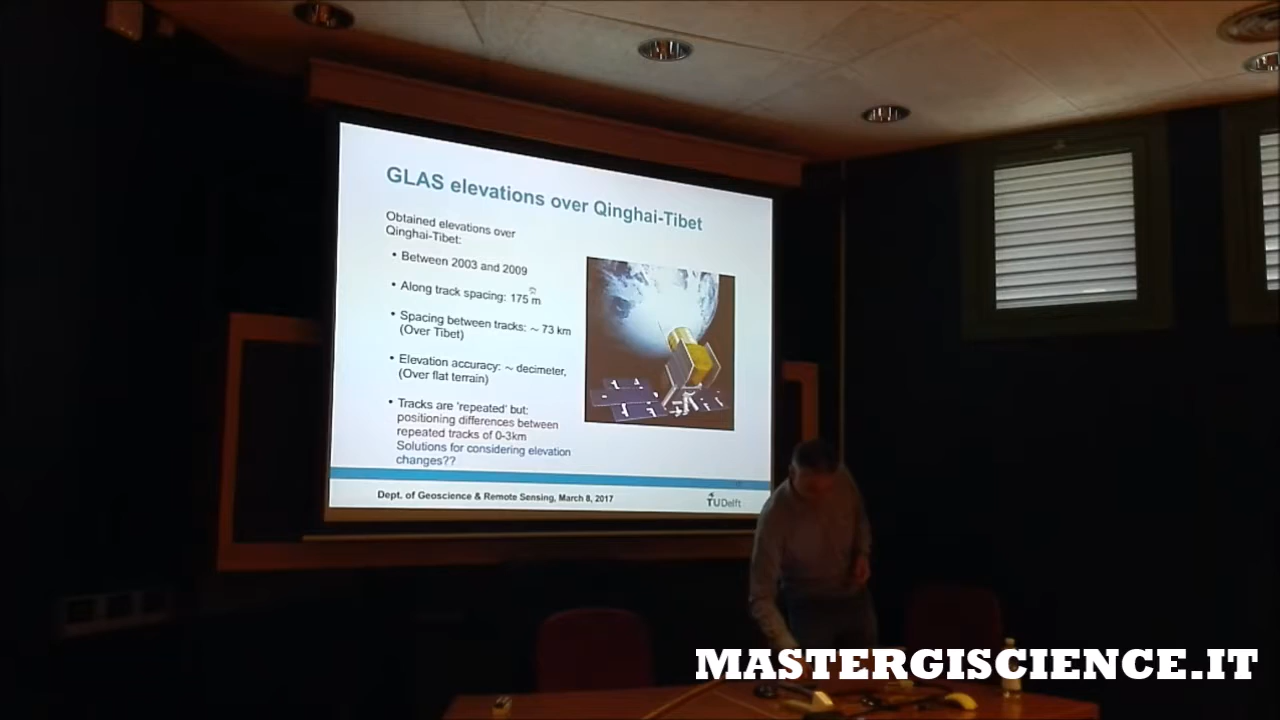 GLAS elevations over Qinghai-Tibet
Obtained elevations over
Qinghai-Tibet:
• Between 2003 and 2009
• Along track spacing: 175 m
• Spacing between tracks: ~ 73 km
(Over Tibet)
• Elevation accuracy: ~ decimeter,
(Over flat terrain)
• Tracks are 'repeated' but:
positioning differences between
repeated tracks of 0-3km
Solutions for considering elevation
changes??
Dept. of Geoscience & Remote Sensing, March 8, 2017
TUDelft
MASTERGISCIENCE.IT